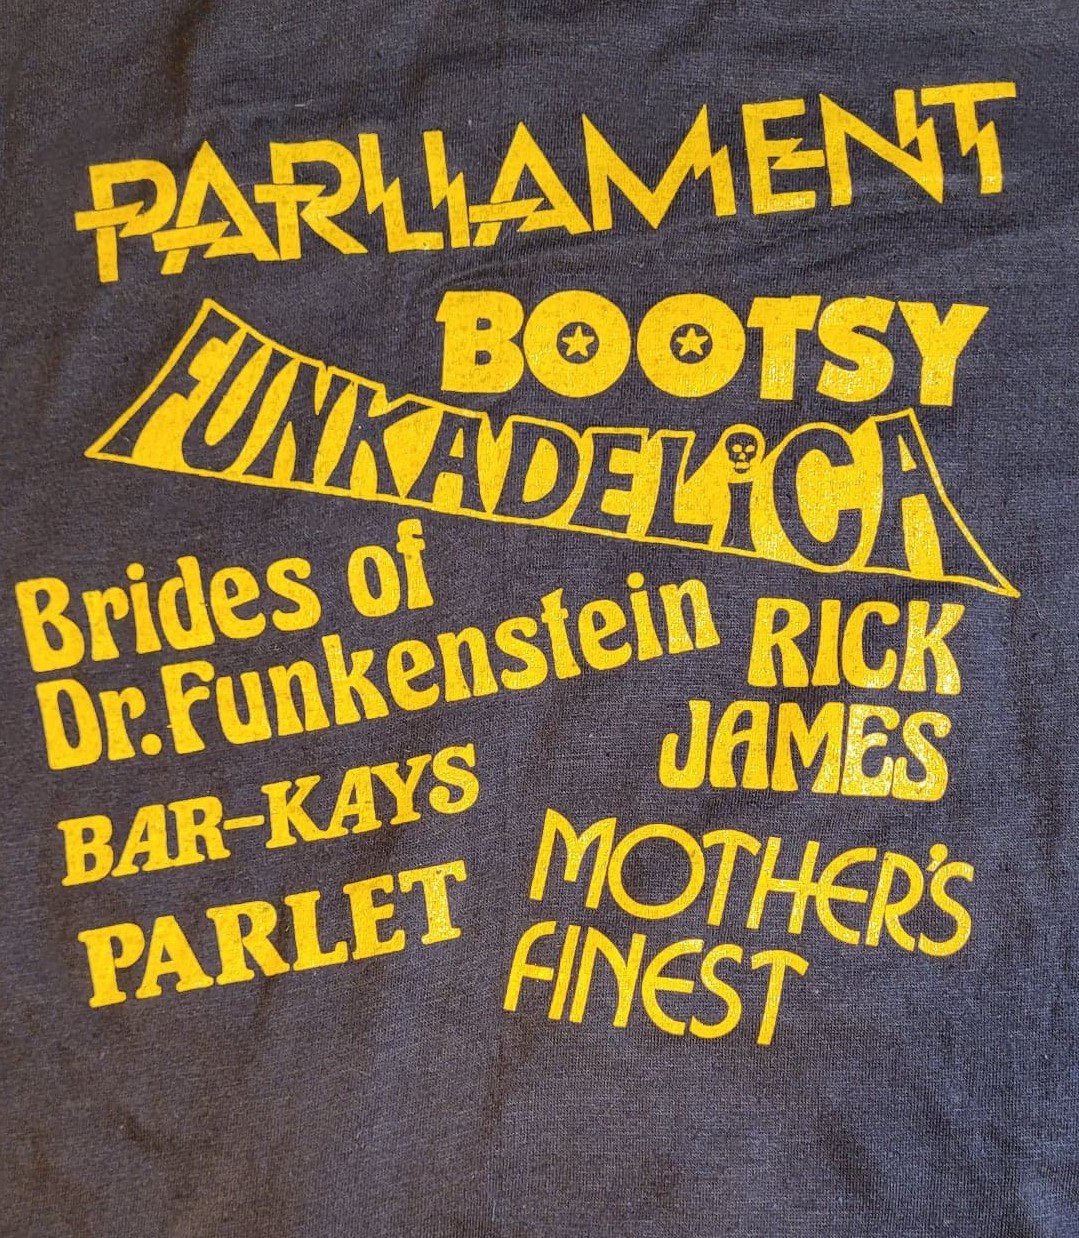 PARLIAMENT
BOOTSY
FUNKADELiCA
Brides of
Dr. Funkenstein
RICK
JAMES
BAR-KAYS
PARLET
MOTHER'S
FINEST